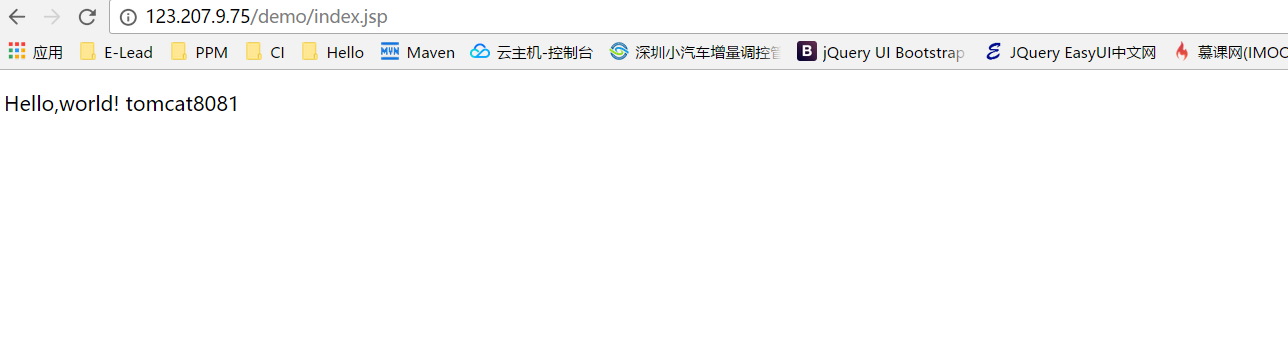 123.207.9.75/demo/index.jsp
应用 E-Lead PPM CI Hello Maven 云主机-控制台 深圳小汽车增量调控管 jQuery UI Bootstrap JQuery EasyUI中文网 慕课网(IMOC
Hello,world! tomcat8081